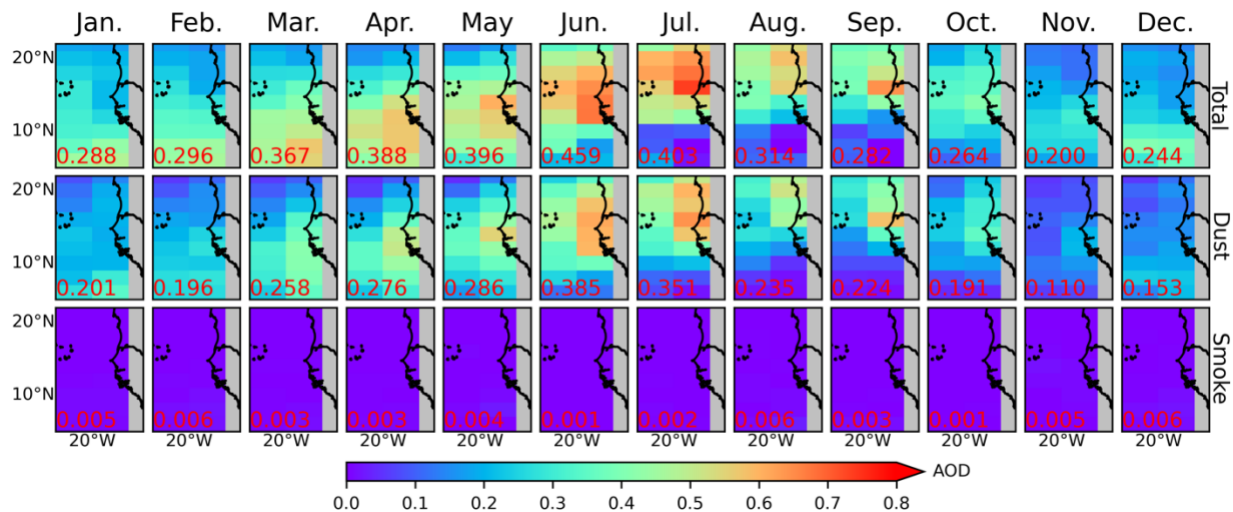 Jan. Feb. Mar. Apr. May Jun. Jul. Aug. Sep. Oct. Nov. Dec.
20°N
10°N
0.288 0.296 0.367 0.388 0.396 0.459 0.403 0.314 0.282 0.264 0.200 0.244
Total
20°N
10°N
0.201 0.196 0.258 0.276 0.286 0.385 0.351 0.235 0.224 0.191 0.110 0.153
Dust
20°N
10°N
0.005 0.006 0.003 0.003 0.004 0.001 0.002 0.006 0.003 0.001 0.005 0.006
Smoke
20°W 20°W 20°W 20°W 20°W 20°W 20°W 20°W 20°W 20°W 20°W 20°W
AOD
0.0 0.1 0.2 0.3 0.4 0.5 0.6 0.7 0.8